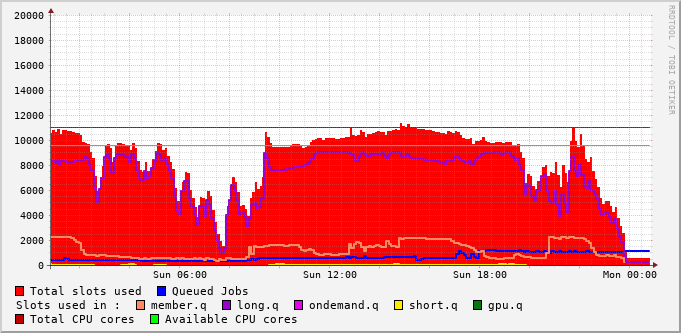 20000
18000
16000
14000
12000
10000
8000
6000
4000
2000
0
Sun 06:00 Sun 12:00 Sun 18:00 Mon 00:00
Total slots used Queued Jobs
Slots used in : member.q long.q ondemand.q short.q gpu.q
Total CPU cores Available CPU cores
RRDTOOL / TOBI OETIKER